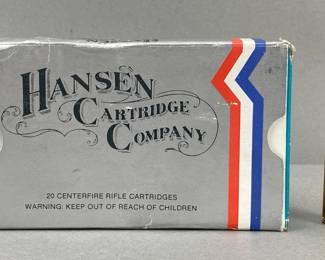 HANSEN
CARTRIDGE
COMPANY
20 CENTERFIRE RIFLE CARTRIDGES
WARNING: KEEP OUT OF REACH OF CHILDREN